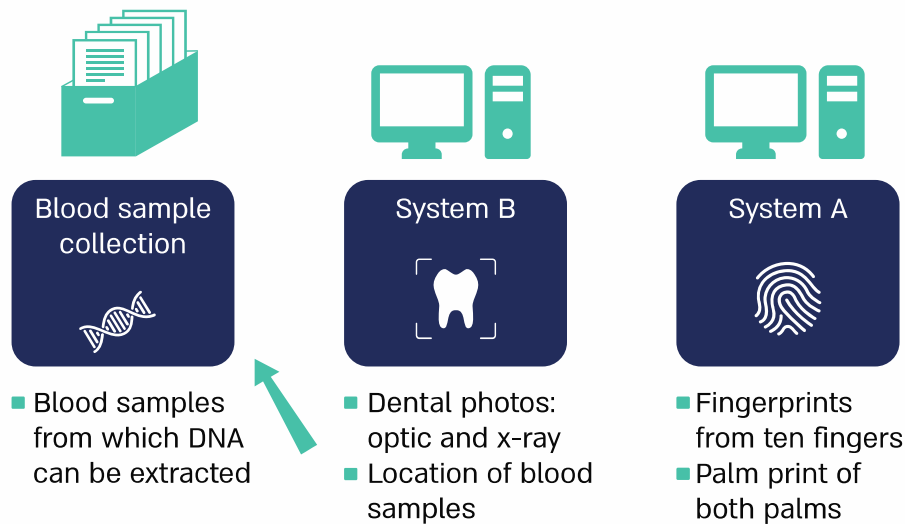 Blood sample
collection
System B
System A
Blood samples
from which DNA
can be extracted
Dental photos:
optic and x-ray
Location of blood
samples
Fingerprints
from ten fingers
Palm print of
both palms